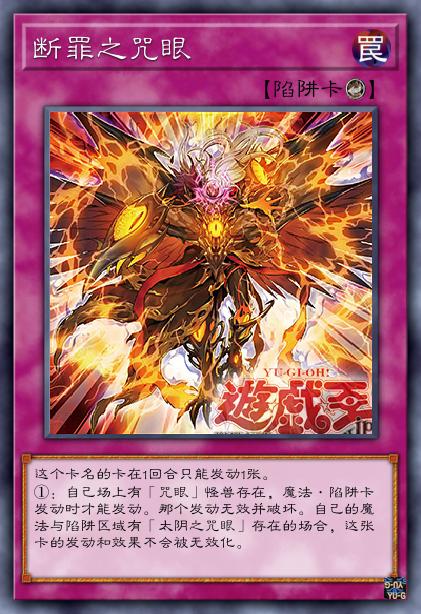 断罪之咒眼
罠
【陷阱卡】
YU-GI-OH!
遊戯王
.jp
这个卡名的卡在1回合只能发动1张。
①：自己场上有「咒眼」怪兽存在，魔法·陷阱卡
发动时才能发动。那个发动无效并破坏。自己的魔
法与陷阱区域有「太阴之咒眼」存在的场合，这张
卡的发动和效果不会被无效化。
YU-G